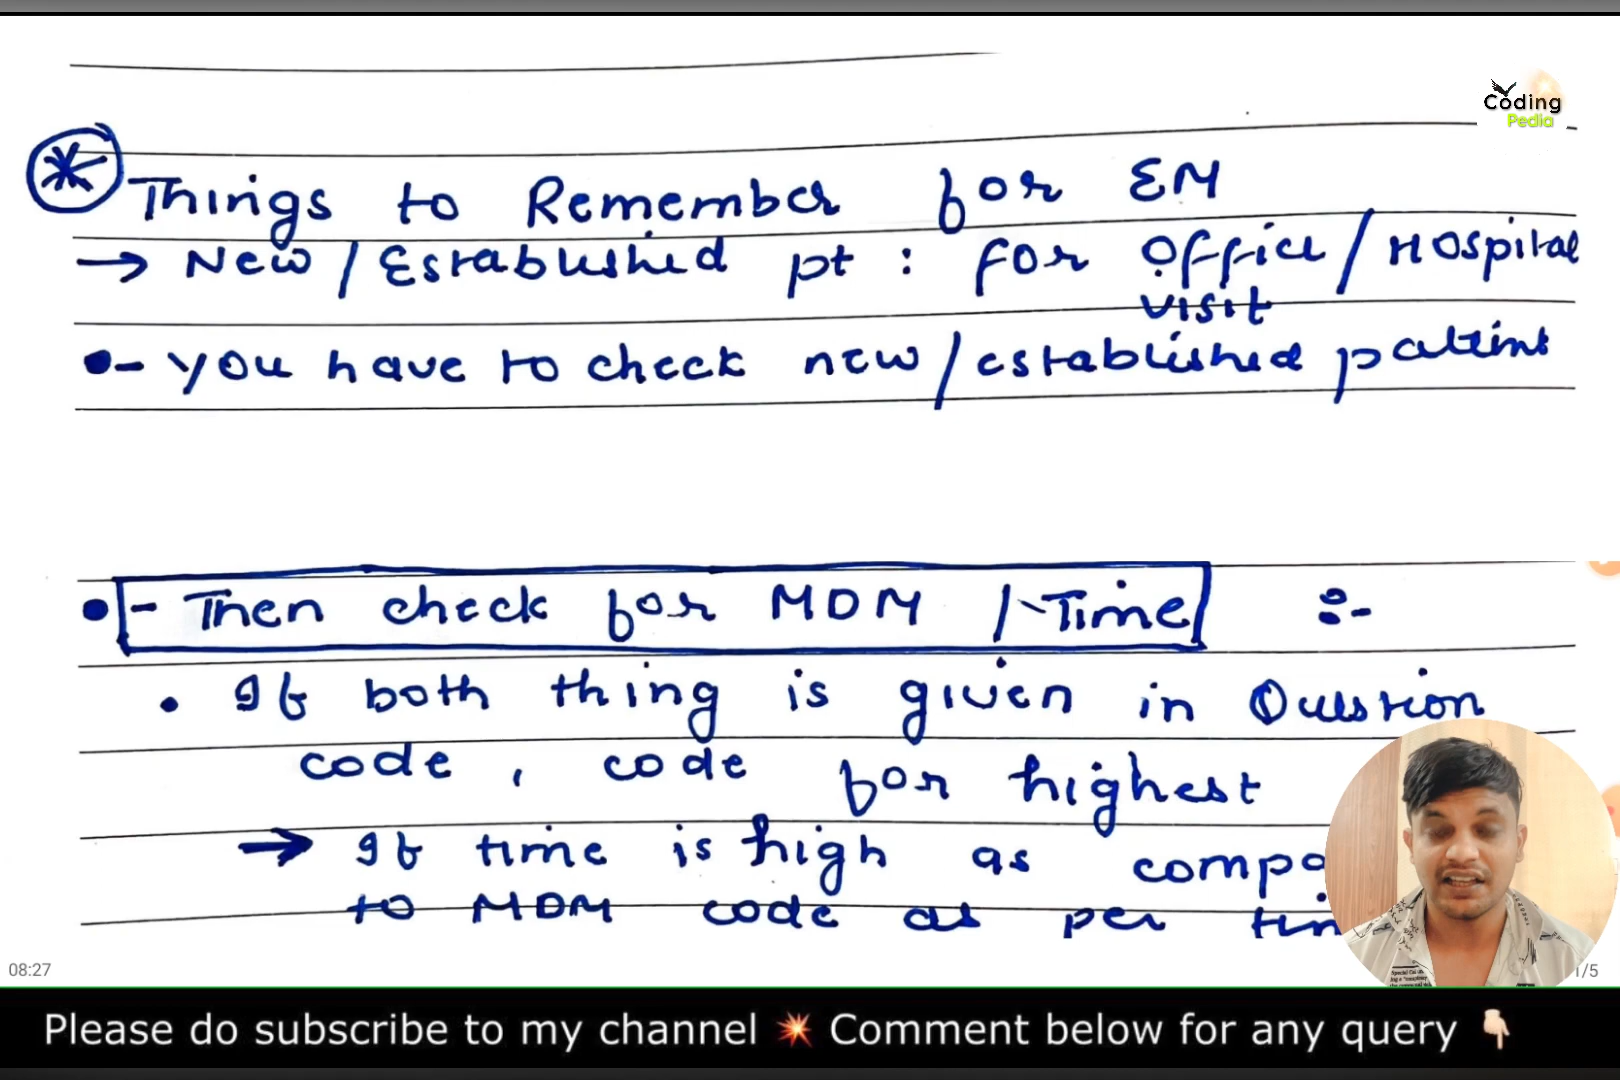 Coding
Pedia
Things to Remember for EM
→ New / Established pt : for office / Hospital
visit
- you have to check new / established patient
- Then check for MDM / Time :-
• If both thing is given in Question
code , code for highest
→ If time is high as
to MDM code as per
08:27
1/5
Please do subscribe to my channel 💥 Comment below for any query 👇🏻